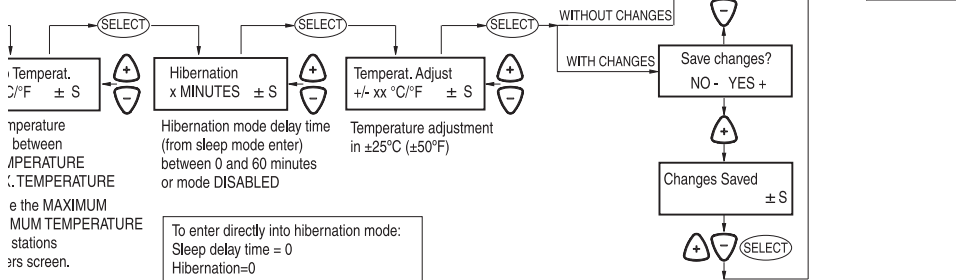 SELECT
SELECT
SELECT
WITHOUT CHANGES
WITH CHANGES
Temperat.
C/°F ± S
+
−
Hibernation
x MINUTES ± S
+
−
Temperat. Adjust
+/- xx °C/°F ± S
+
−
−
Save changes?
NO - YES +
+
Changes Saved
± S
+ − SELECT
mperature
between
MPERATURE
X. TEMPERATURE
e the MAXIMUM
MUM TEMPERATURE
stations
ers screen.
Hibernation mode delay time
(from sleep mode enter)
between 0 and 60 minutes
or mode DISABLED
Temperature adjustment
in ±25°C (±50°F)
To enter directly into hibernation mode:
Sleep delay time = 0
Hibernation=0